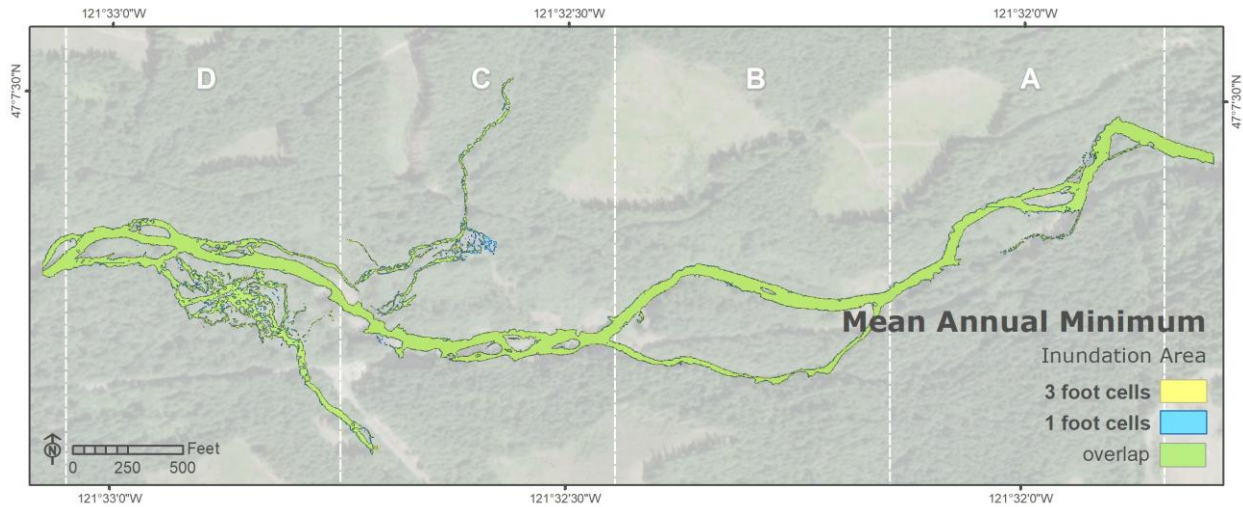 121°33'0"W 121°32'30"W 121°32'0"W
47°7'30"N
47°7'30"N
D C B A
Mean Annual Minimum
Inundation Area
3 foot cells
1 foot cells
overlap
N
Feet
0 250 500
121°33'0"W 121°32'30"W 121°32'0"W